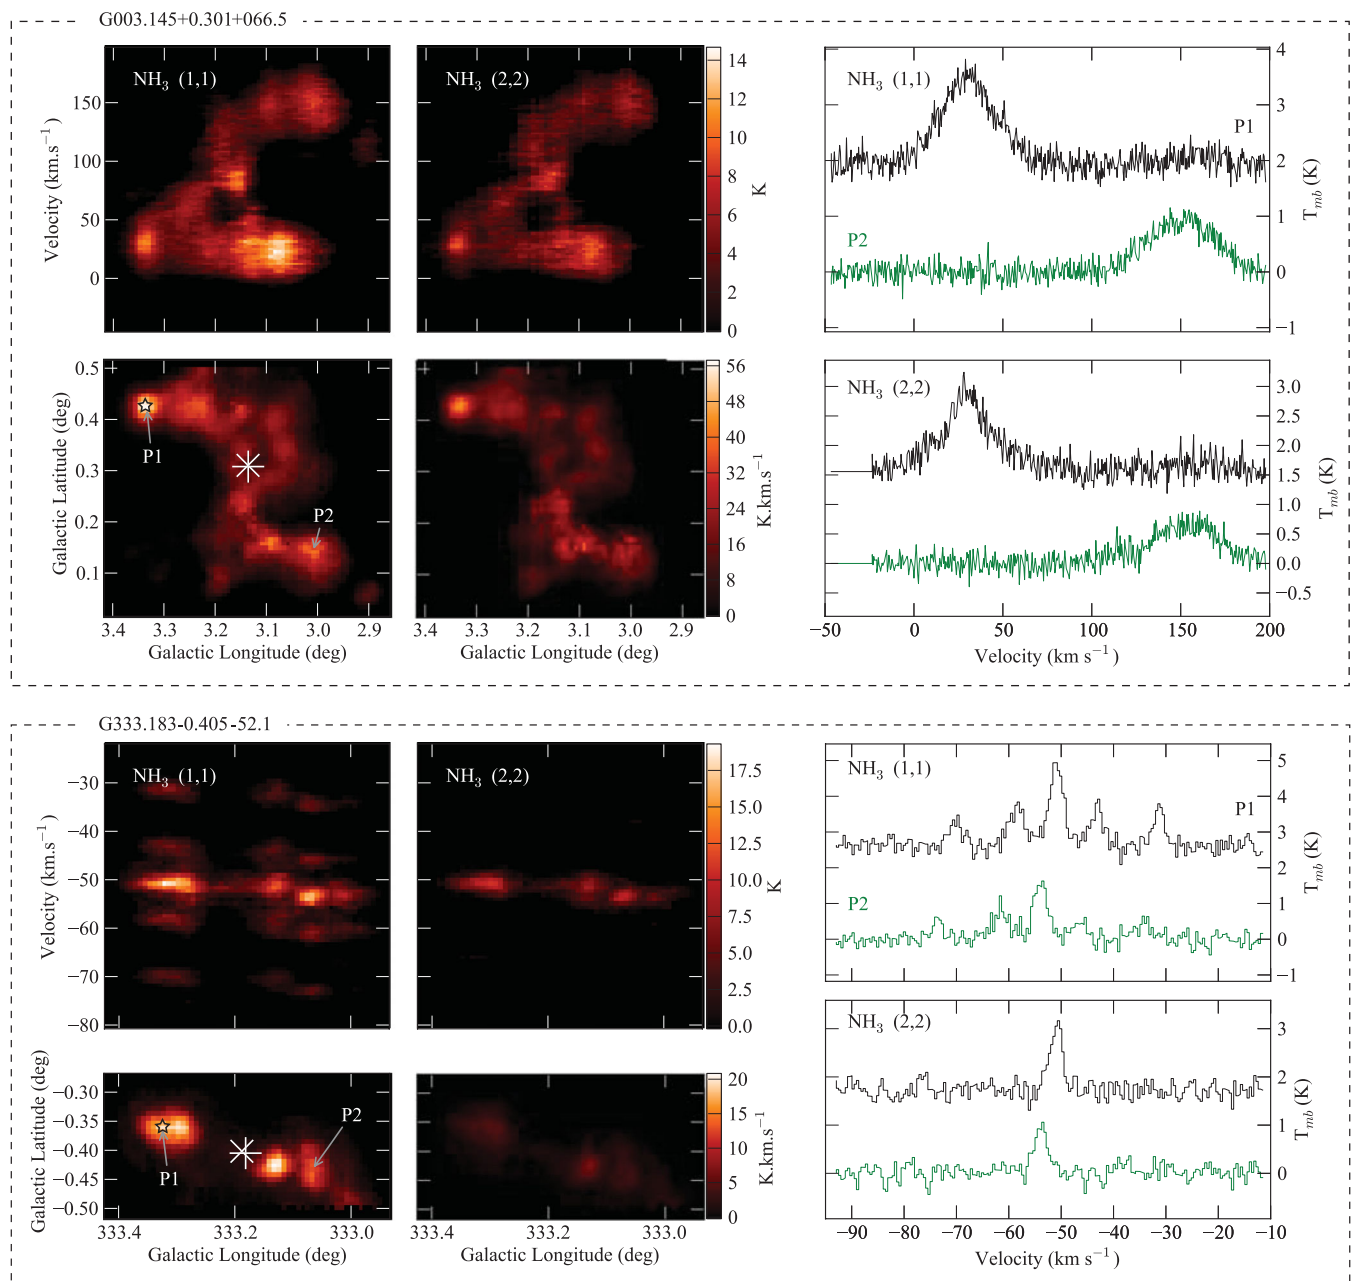 G003.145+0.301+066.5
NH3 (1,1)
NH3 (2,2)
Velocity (km.s−1)
150
100
50
0
14
12
10
8
6
4
2
0
K
NH3 (1,1)
P1
P2
4
3
2
1
0
−1
Tmb (K)
Galactic Latitude (deg)
0.5
0.4
0.3
0.2
0.1
P1
P2
3.4 3.3 3.2 3.1 3.0 2.9
Galactic Longitude (deg)
3.4 3.3 3.2 3.1 3.0 2.9
Galactic Longitude (deg)
56
48
40
32
24
16
8
0
K.km.s−1
NH3 (2,2)
3.0
2.5
2.0
1.5
1.0
0.5
0.0
−0.5
Tmb (K)
−50 0 50 100 150 200
Velocity (km s−1)
G333.183-0.405-52.1
NH3 (1,1)
NH3 (2,2)
Velocity (km.s−1)
−30
−40
−50
−60
−70
−80
17.5
15.0
12.5
10.0
7.5
5.0
2.5
0.0
K
NH3 (1,1)
P1
P2
5
4
3
2
1
0
−1
Tmb (K)
Galactic Latitude (deg)
−0.30
−0.35
−0.40
−0.45
−0.50
P1
P2
333.4 333.2 333.0
Galactic Longitude (deg)
333.4 333.2 333.0
Galactic Longitude (deg)
20
15
10
5
0
K.km.s−1
NH3 (2,2)
3
2
1
0
Tmb (K)
−90 −80 −70 −60 −50 −40 −30 −20 −10
Velocity (km s−1)